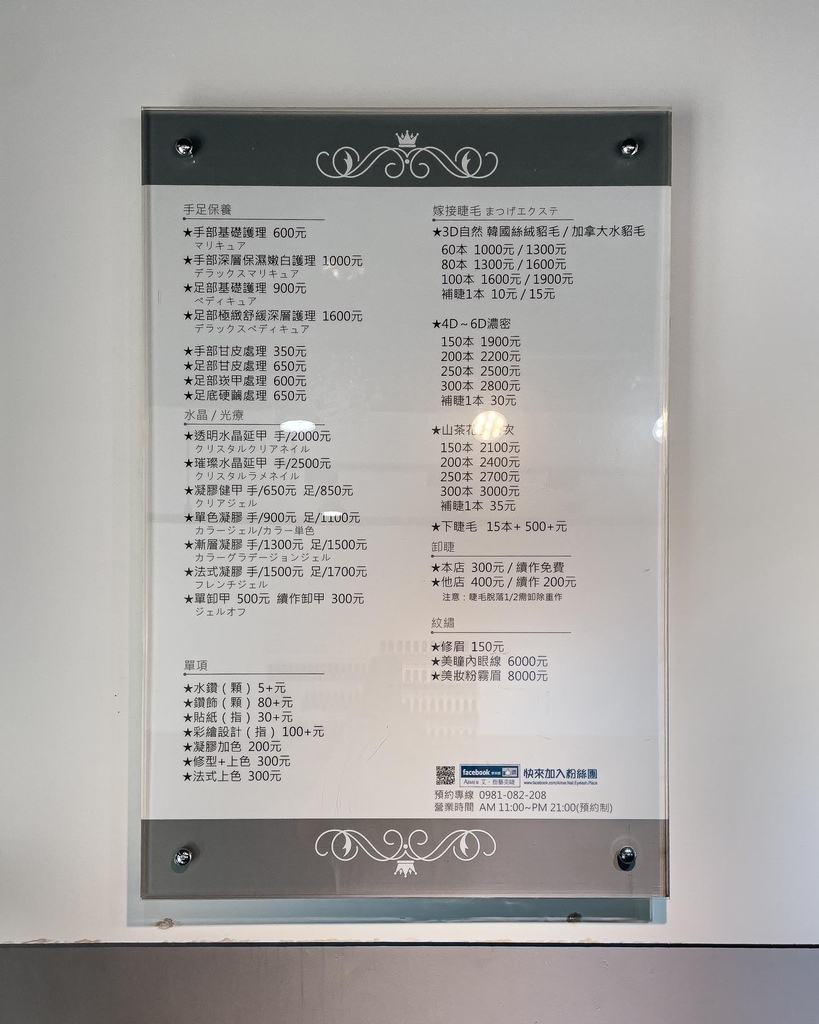 手足保養
★手部基礎護理 600元
マリキュア
★手部深層保濕嫩白護理 1000元
デラックスマリキュア
★足部基礎護理 900元
ペディキュア
★足部極緻舒緩深層護理 1600元
デラックスペディキュア
★手部甘皮處理 350元
★足部甘皮處理 650元
★足部崁甲處理 600元
★足底硬繭處理 650元
水晶 / 光療
★透明水晶延甲 手/2000元
クリスタルクリアネイル
★璀璨水晶延甲 手/2500元
クリスタルラメネイル
★凝膠健甲 手/650元 足/850元
クリアジェル
★單色凝膠 手/900元 足/1100元
カラージェル/カラー単色
★漸層凝膠 手/1300元 足/1500元
カラーグラデージョンジェル
★法式凝膠 手/1500元 足/1700元
フレンチジェル
★單卸甲 500元 續作卸甲 300元
ジェルオフ
單項
★水鑽 ( 顆 ) 5+元
★鑽飾 ( 顆 ) 80+元
★貼紙 ( 指 ) 30+元
★彩繪設計 ( 指 ) 100+元
★凝膠加色 200元
★修型+上色 300元
★法式上色 300元
嫁接睫毛 まつげエクステ
★3D自然 韓國絲絨貂毛 / 加拿大水貂毛
60本 1000元 / 1300元
80本 1300元 / 1600元
100本 1600元 / 1900元
補睫1本 10元 / 15元
★4D～6D濃密
150本 1900元
200本 2200元
250本 2500元
300本 2800元
補睫1本 30元
★山茶花 次
150本 2100元
200本 2400元
250本 2700元
300本 3000元
補睫1本 35元
★下睫毛 15本+ 500+元
卸睫
★本店 300元 / 續作免費
★他店 400元 / 續作 200元
注意：睫毛脫落1/2需卸除重作
紋繡
★修眉 150元
★美瞳內眼線 6000元
★美妝粉霧眉 8000元
facebook 快來加入粉絲團
預約專線 0981-082-208
營業時間 AM 11:00~PM 21:00(預約制)